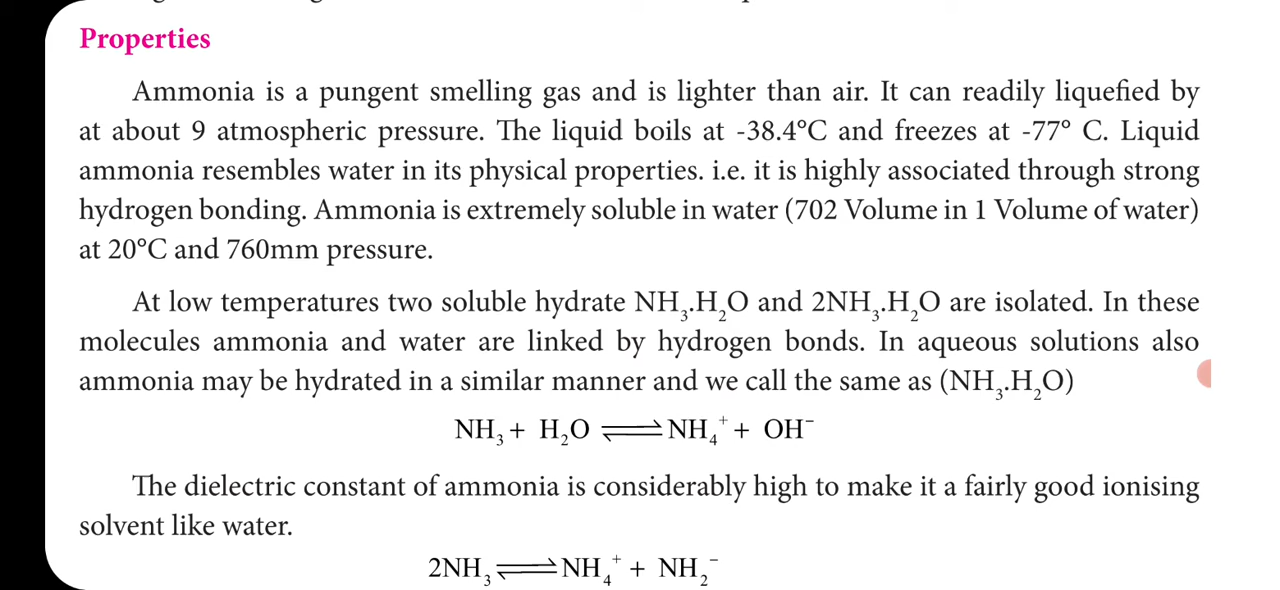 Properties
Ammonia is a pungent smelling gas and is lighter than air. It can readily liquefied by
at about 9 atmospheric pressure. The liquid boils at -38.4°C and freezes at -77° C. Liquid
ammonia resembles water in its physical properties. i.e. it is highly associated through strong
hydrogen bonding. Ammonia is extremely soluble in water (702 Volume in 1 Volume of water)
at 20°C and 760mm pressure.
At low temperatures two soluble hydrate NH₃.H₂O and 2NH₃.H₂O are isolated. In these
molecules ammonia and water are linked by hydrogen bonds. In aqueous solutions also
ammonia may be hydrated in a similar manner and we call the same as (NH₃.H₂O)
NH₃ + H₂O ⇌ NH₄⁺ + OH⁻
The dielectric constant of ammonia is considerably high to make it a fairly good ionising
solvent like water.
2NH₃ ⇌ NH₄⁺ + NH₂⁻